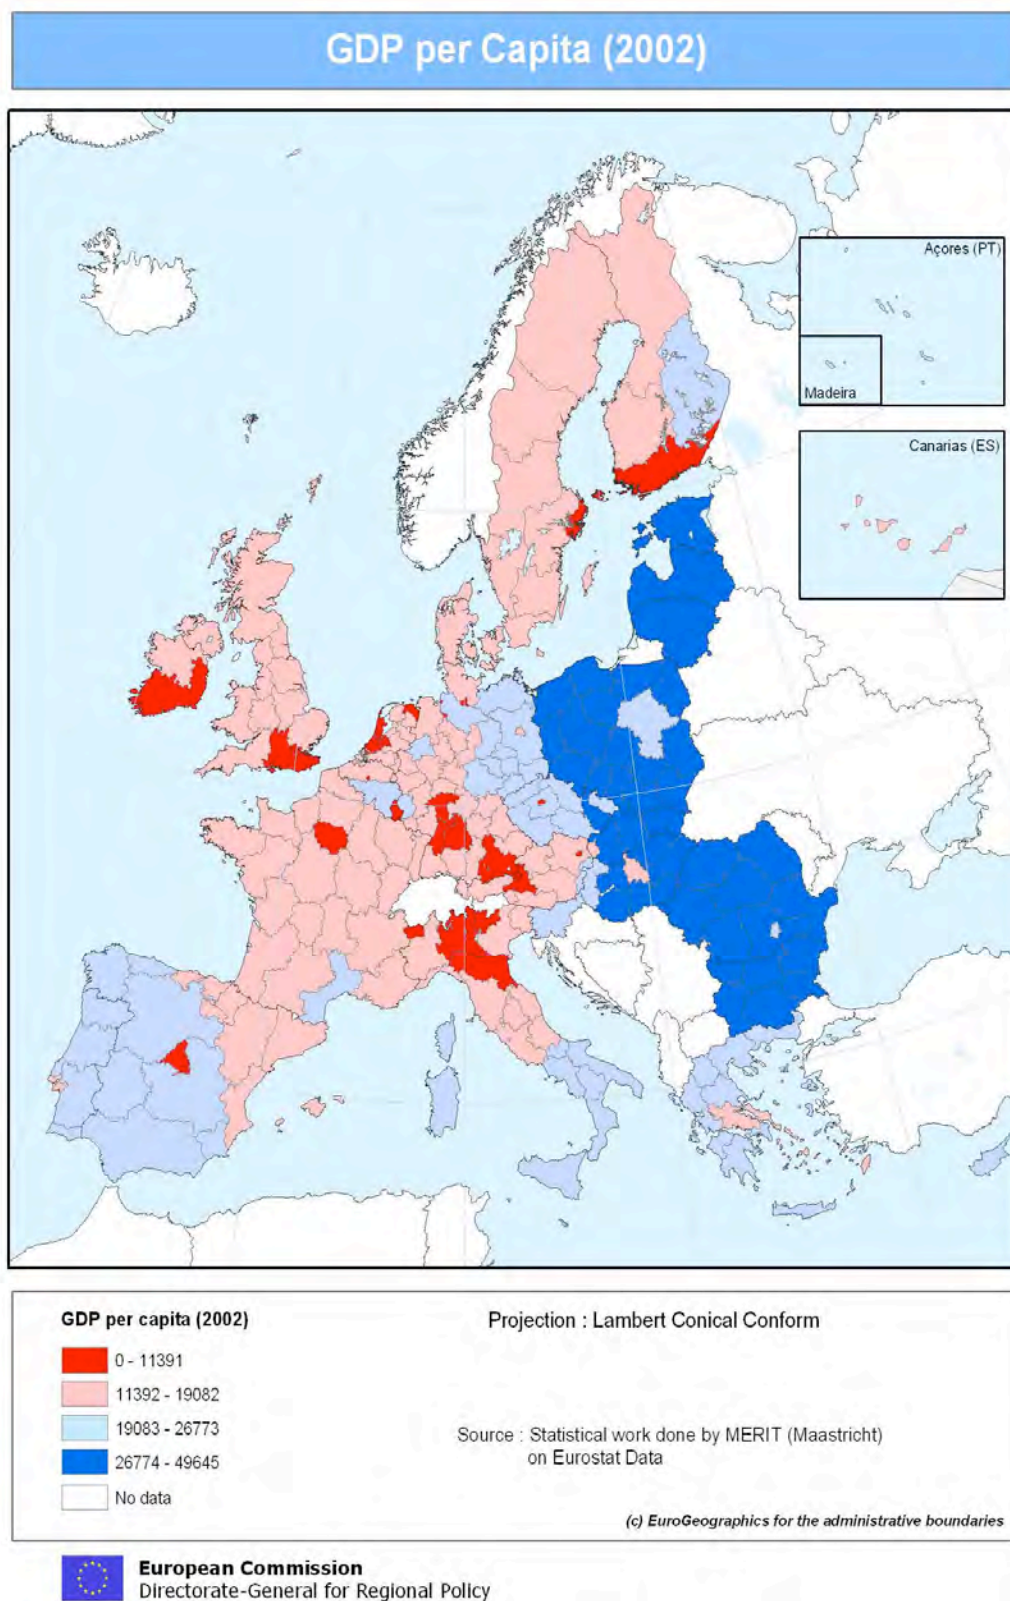 GDP per Capita (2002)
Açores (PT)
Madeira
Canarias (ES)
GDP per capita (2002)
Projection : Lambert Conical Conform
0 - 11391
11392 - 19082
19083 - 26773
26774 - 49645
No data
Source : Statistical work done by MERIT (Maastricht)
on Eurostat Data
(c) EuroGeographics for the administrative boundaries
European Commission
Directorate-General for Regional Policy